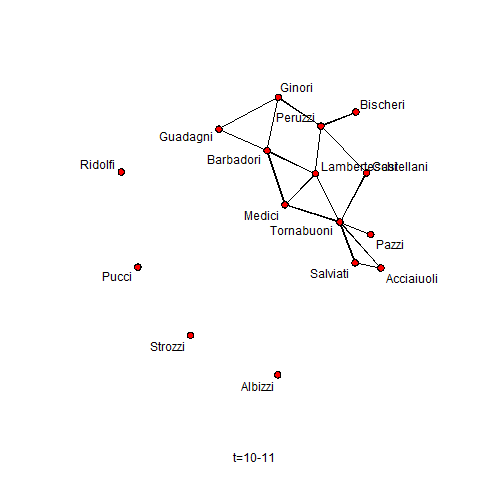 Ginori
Bischeri
Peruzzi
Guadagni
Barbadori
Ridolfi
Lamberteschi
Castellani
Medici
Tornabuoni
Pazzi
Salviati
Acciaiuoli
Pucci
Strozzi
Albizzi
t=10-11